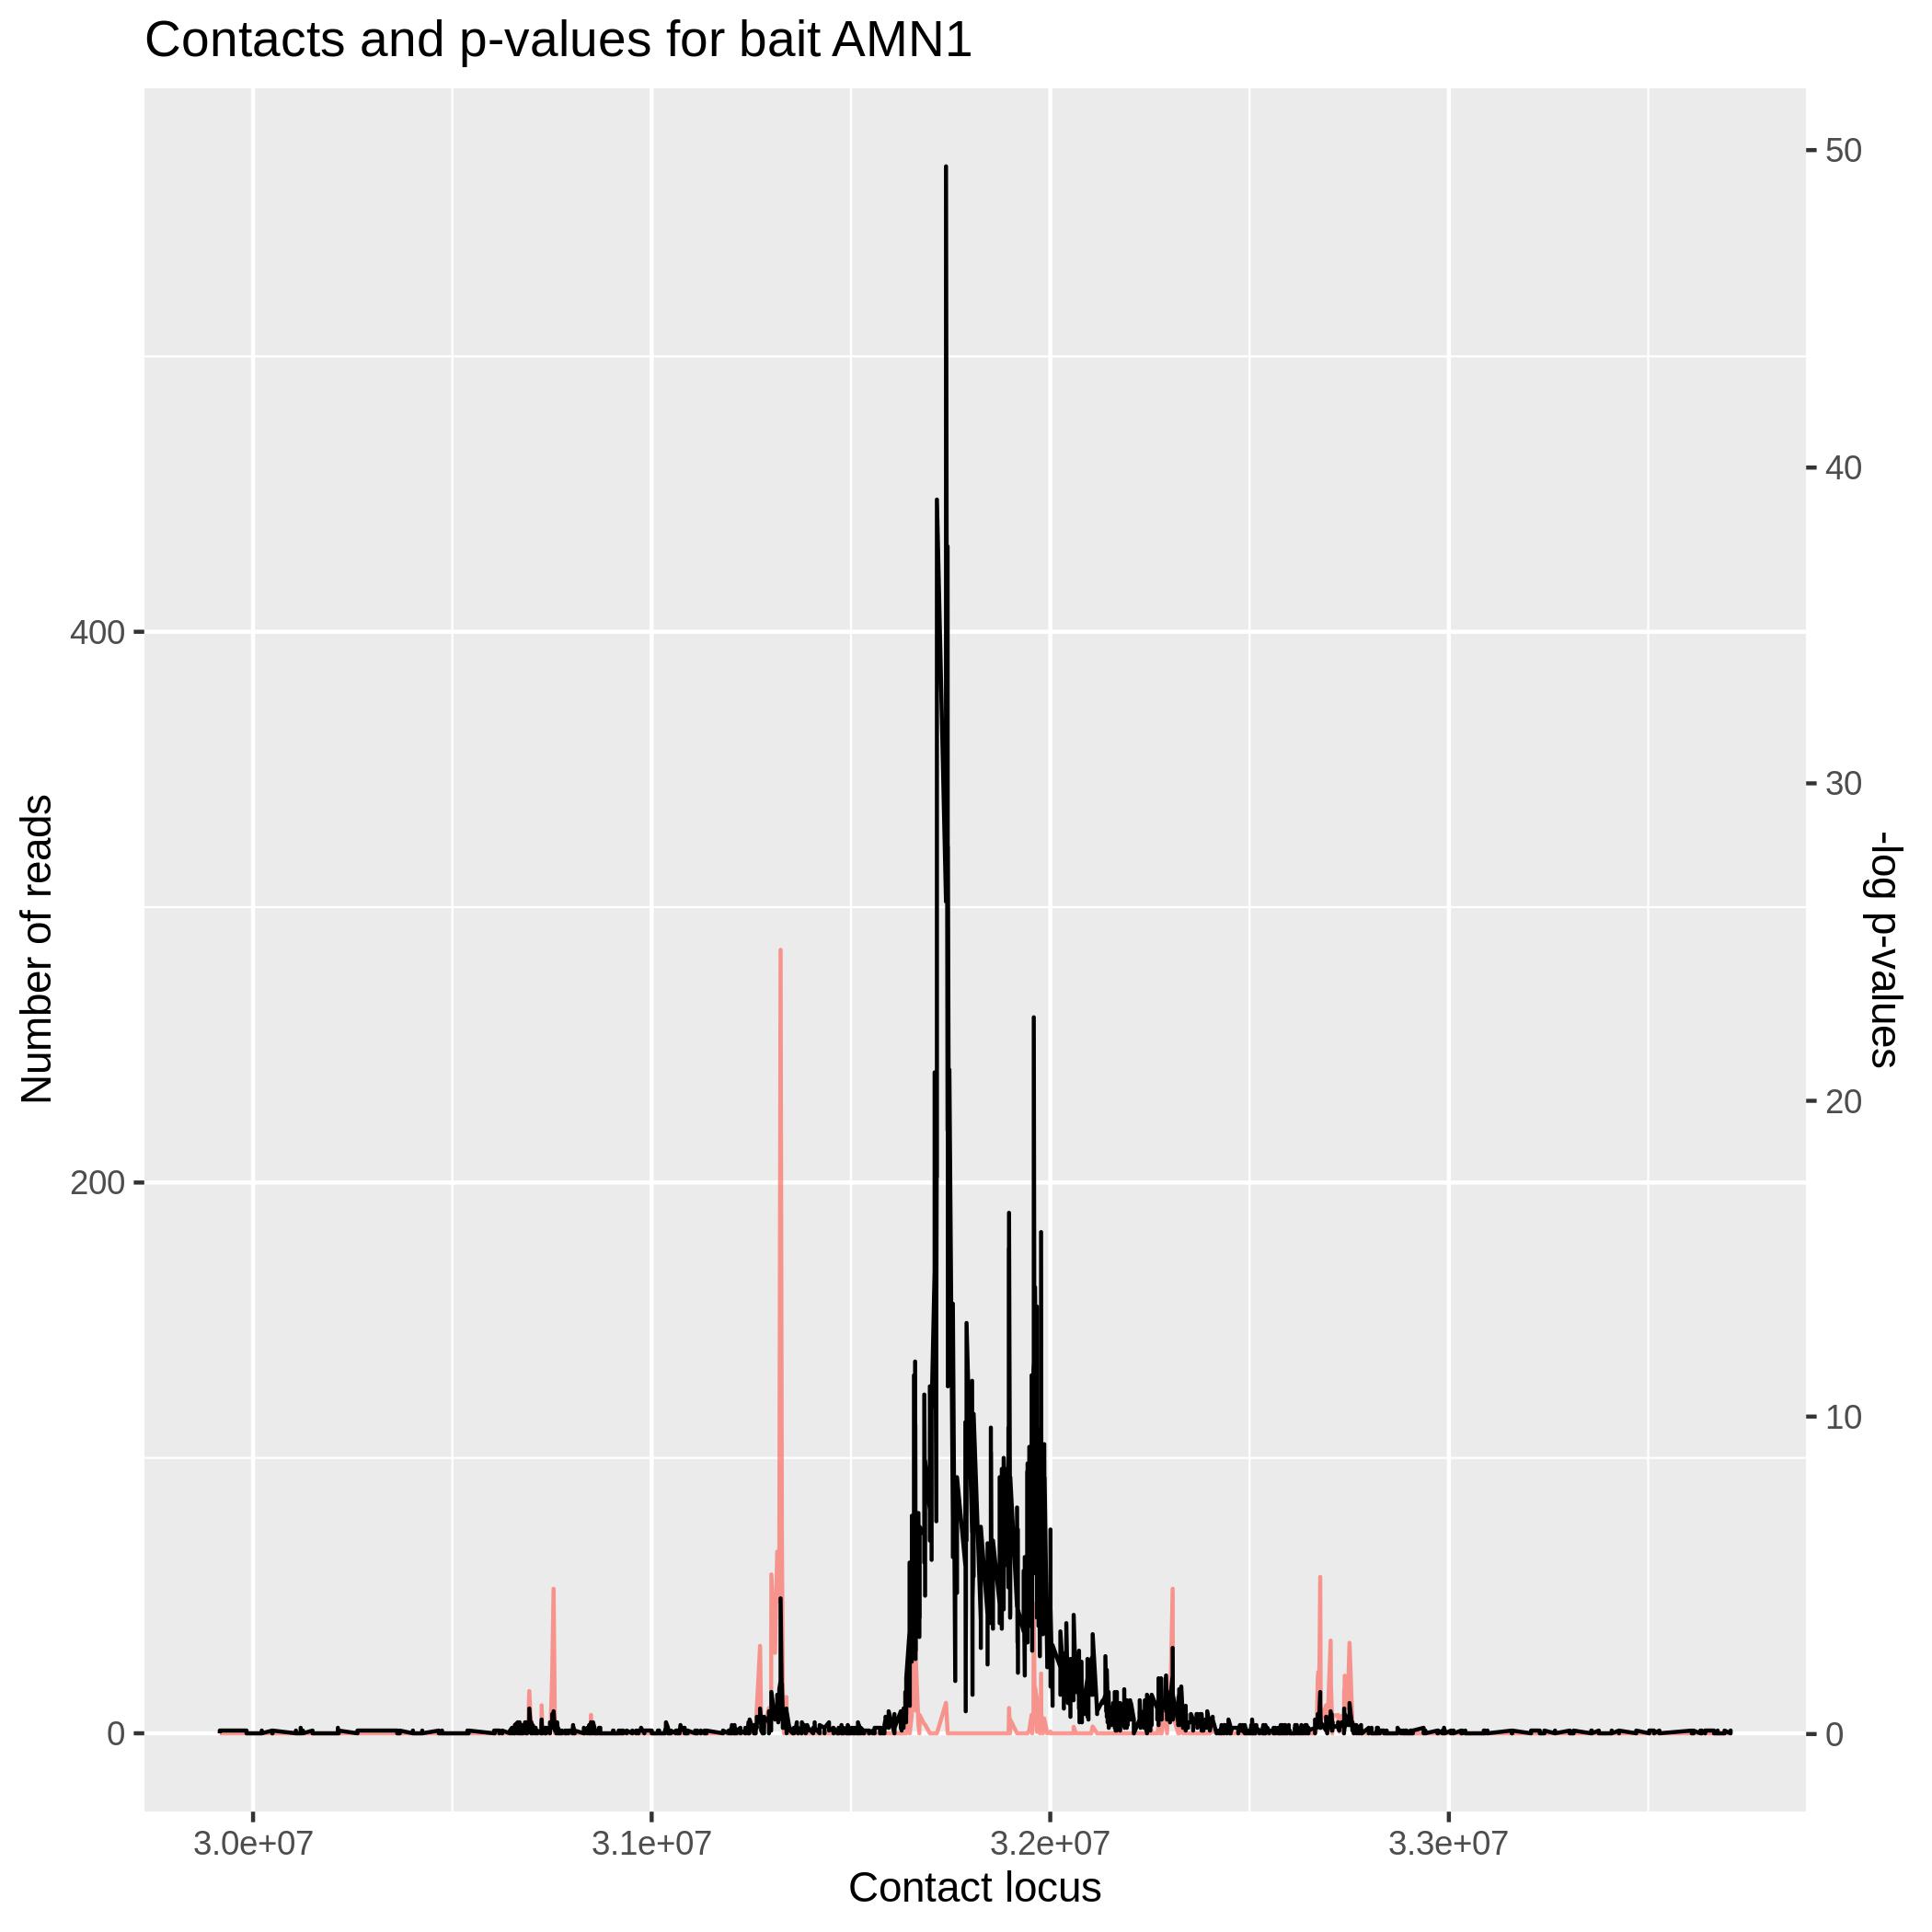 Contacts and p-values for bait AMN1
Number of reads
400
200
0
50
40
30
20
10
0
-log p-values
3.0e+07
3.1e+07
3.2e+07
3.3e+07
Contact locus